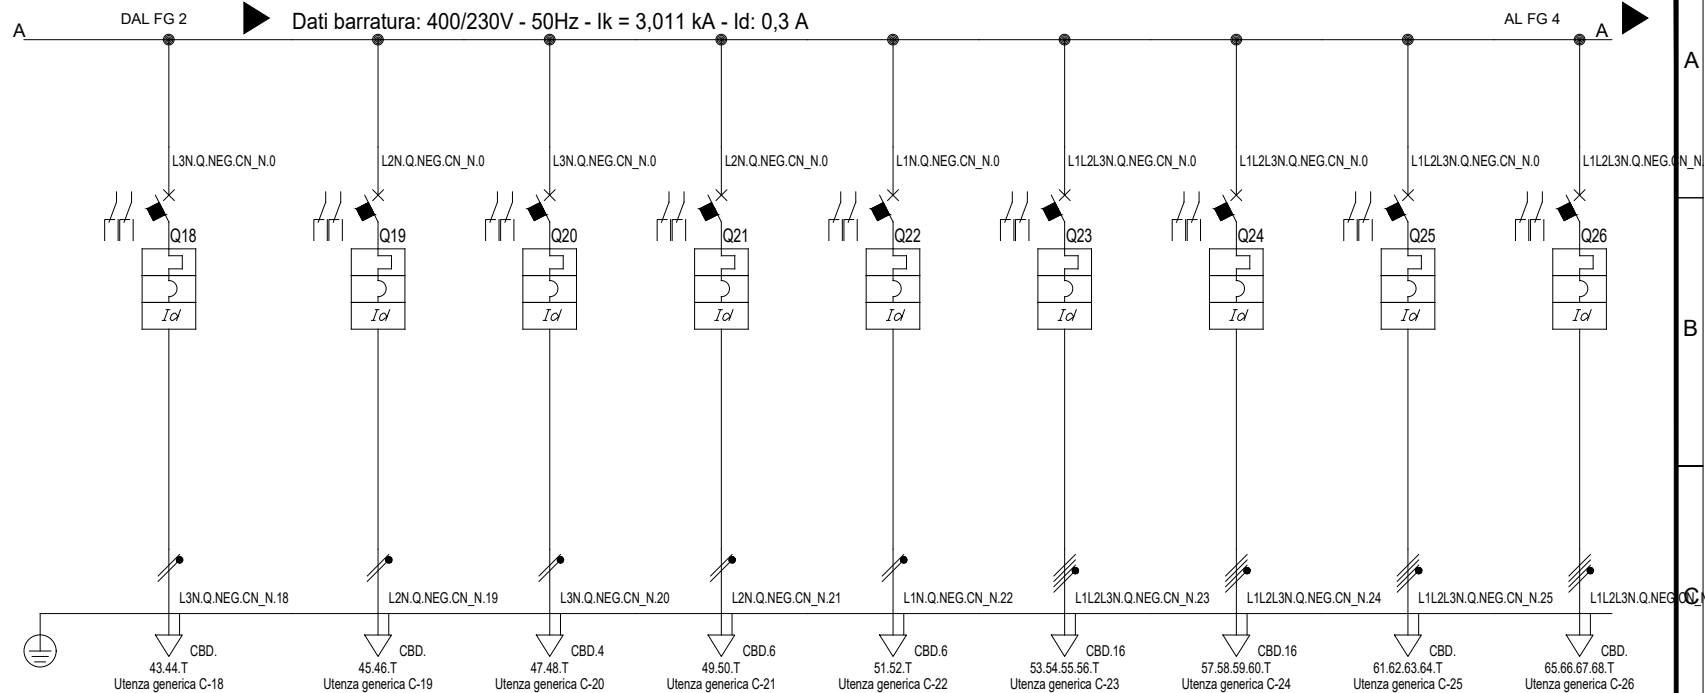 DAL FG 2 Dati barratura: 400/230V - 50Hz - Ik = 3,011 kA - Id: 0,3 A AL FG 4
A A
A
L3N.Q.NEG.CN_N.0 L2N.Q.NEG.CN_N.0 L3N.Q.NEG.CN_N.0 L2N.Q.NEG.CN_N.0 L1N.Q.NEG.CN_N.0 L1L2L3N.Q.NEG.CN_N.0 L1L2L3N.Q.NEG.CN_N.0 L1L2L3N.Q.NEG.CN_N.0 L1L2L3N.Q.NEG.CN_N.
Q18 Q19 Q20 Q21 Q22 Q23 Q24 Q25 Q26
Id Id Id Id Id Id Id Id Id
B
L3N.Q.NEG.CN_N.18 L2N.Q.NEG.CN_N.19 L3N.Q.NEG.CN_N.20 L2N.Q.NEG.CN_N.21 L1N.Q.NEG.CN_N.22 L1L2L3N.Q.NEG.CN_N.23 L1L2L3N.Q.NEG.CN_N.24 L1L2L3N.Q.NEG.CN_N.25 L1L2L3N.Q.NEG.CN_N
C
CBD. CBD. CBD.4 CBD.6 CBD.6 CBD.16 CBD.16 CBD. CBD.
43.44.T 45.46.T 47.48.T 49.50.T 51.52.T 53.54.55.56.T 57.58.59.60.T 61.62.63.64.T 65.66.67.68.T
Utenza generica C-18 Utenza generica C-19 Utenza generica C-20 Utenza generica C-21 Utenza generica C-22 Utenza generica C-23 Utenza generica C-24 Utenza generica C-25 Utenza generica C-26